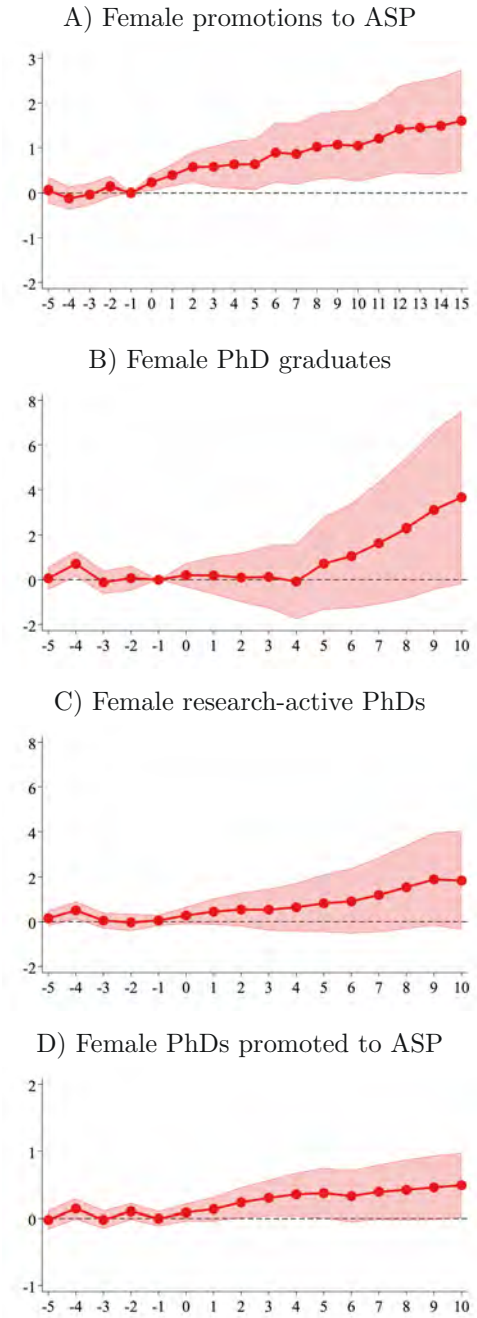 A) Female promotions to ASP
3
2
1
0
-1
-2
-5 -4 -3 -2 -1 0 1 2 3 4 5 6 7 8 9 10 11 12 13 14 15
B) Female PhD graduates
8
6
4
2
0
-2
-5 -4 -3 -2 -1 0 1 2 3 4 5 6 7 8 9 10
C) Female research-active PhDs
8
6
4
2
0
-2
-5 -4 -3 -2 -1 0 1 2 3 4 5 6 7 8 9 10
D) Female PhDs promoted to ASP
2
1
0
-1
-5 -4 -3 -2 -1 0 1 2 3 4 5 6 7 8 9 10